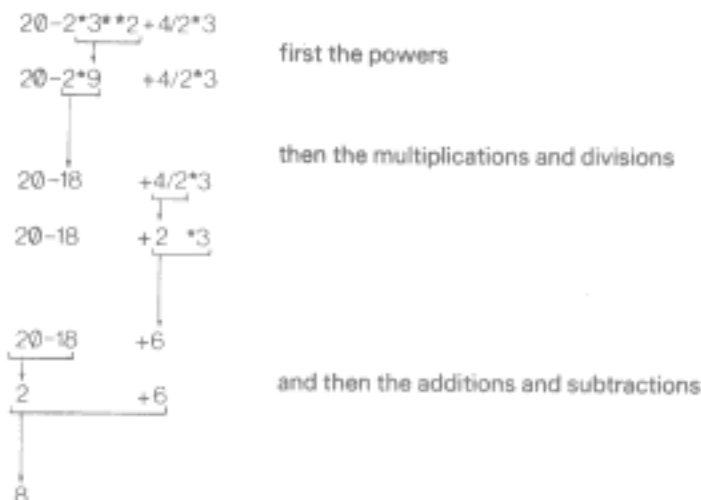 20-2*3**2+4/2*3
first the powers
20-2*9 +4/2*3
then the multiplications and divisions
20-18 +4/2*3
20-18 +2 *3
20-18 +6
and then the additions and subtractions
2 +6
8